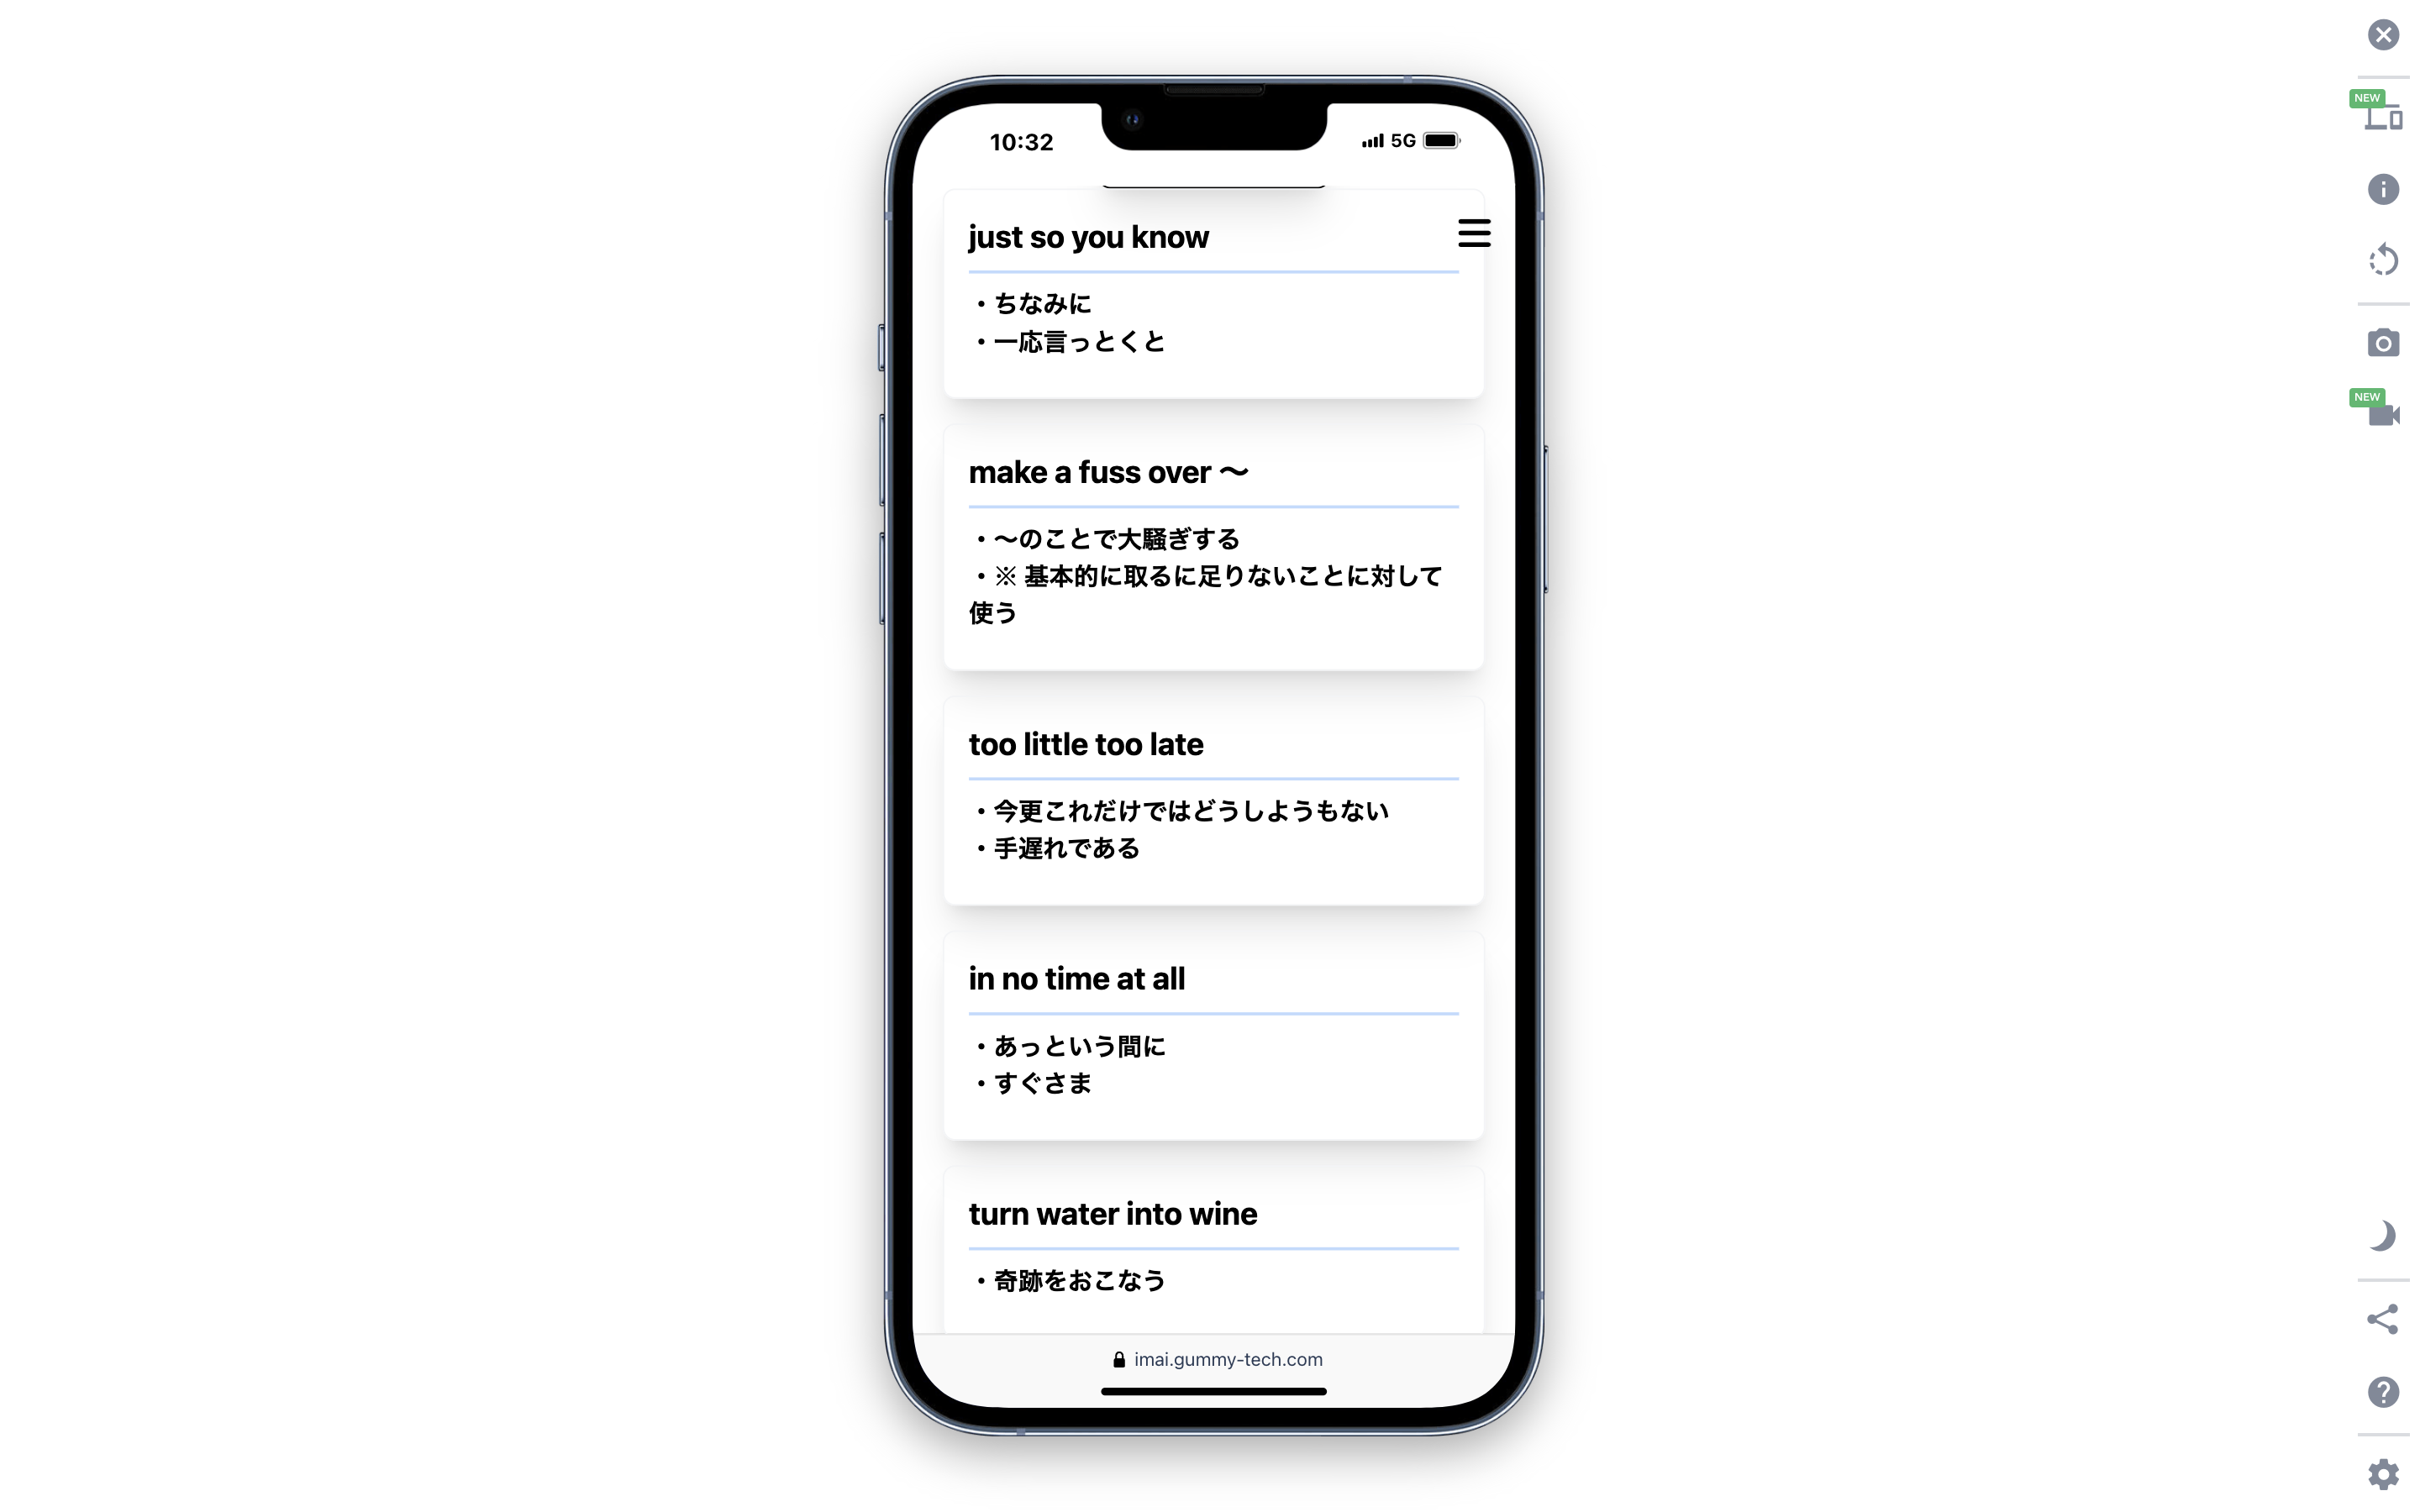 10:32
5G
just so you know
・ちなみに
・一応言っとくと
make a fuss over 〜
・〜のことで大騒ぎする
・※ 基本的に取るに足りないことに対して
使う
too little too late
・今更これだけではどうしようもない
・手遅れである
in no time at all
・あっという間に
・すぐさま
turn water into wine
・奇跡をおこなう
imai.gummy-tech.com
NEW
NEW